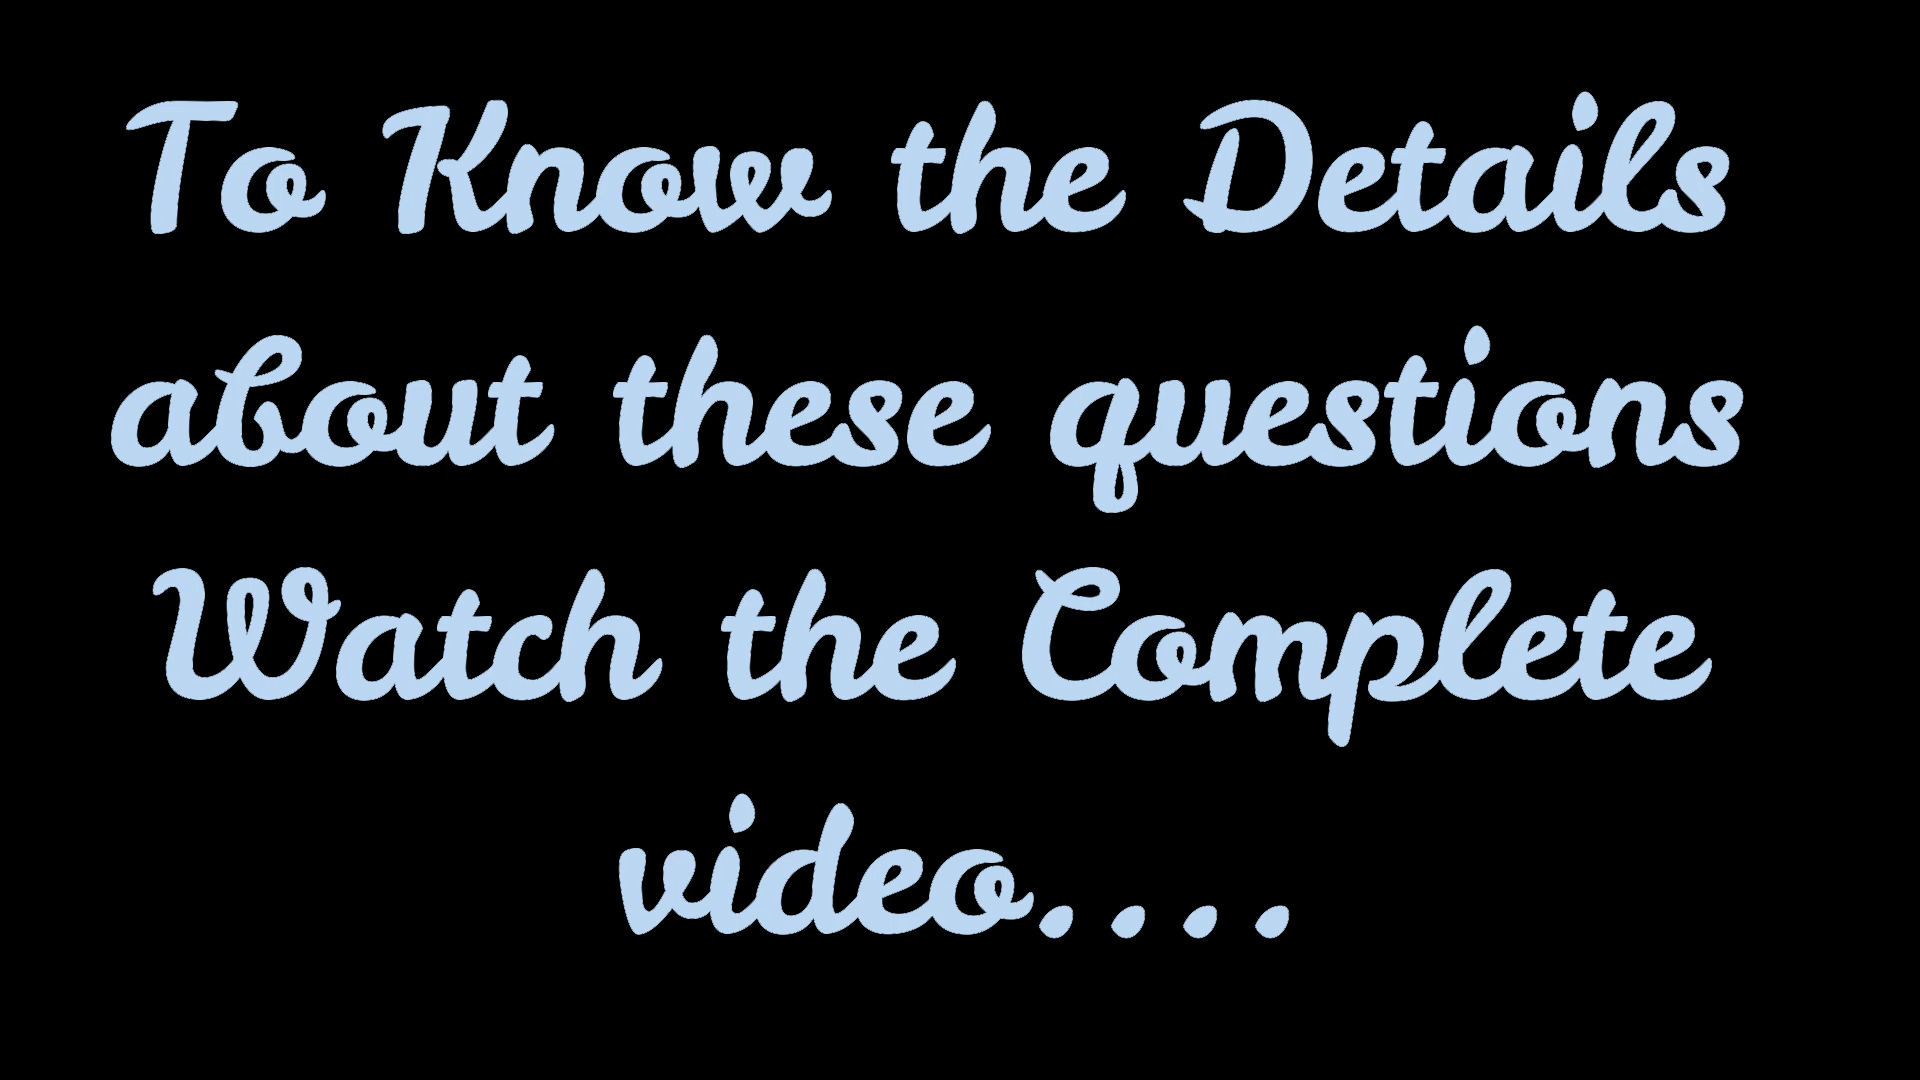 To Know the Details
about these questions
Watch the Complete
video....